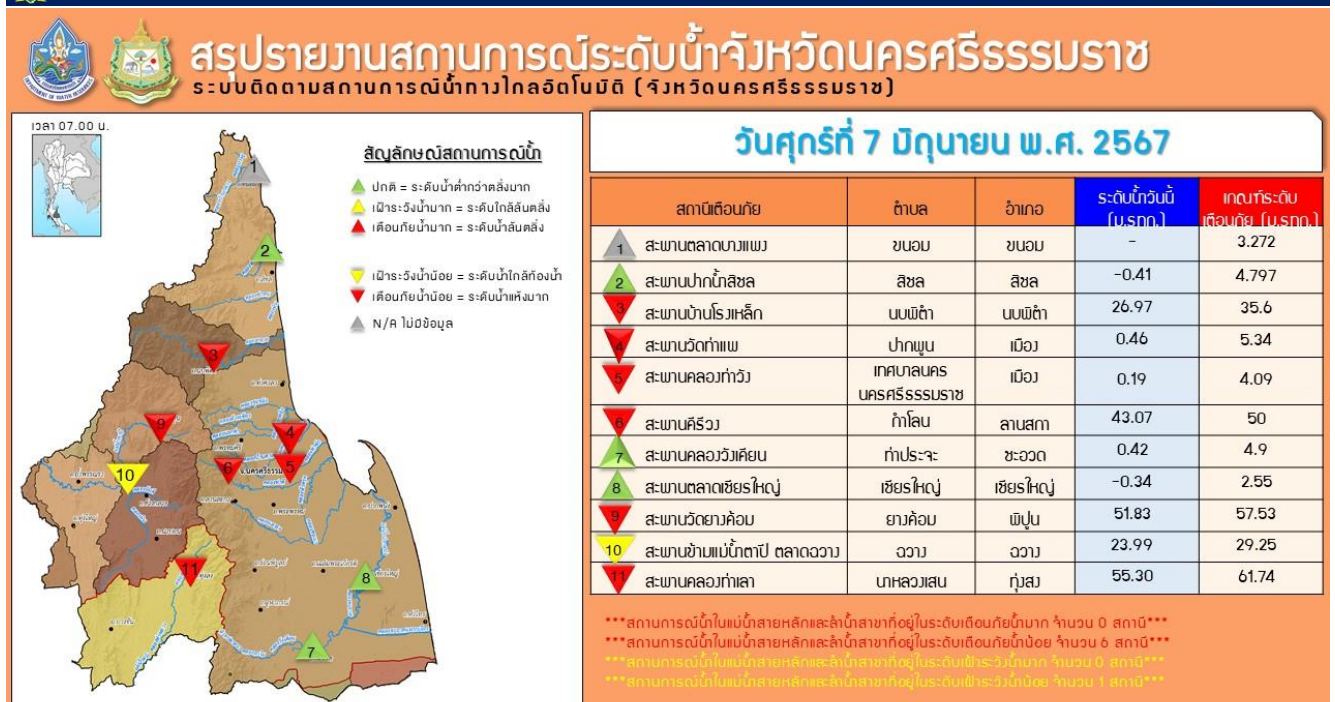 สรุปรายงานสถานการณ์ระดับน้ำจังหวัดนครศรีธรรมราช
ระบบติดตามสถานการณ์น้ำทางไกลอัตโนมัติ (จังหวัดนครศรีธรรมราช)
เวลา 07.00 น.
สัญลักษณ์สถานการณ์น้ำ
ปกติ = ระดับน้ำต่ำกว่าตลิ่งมาก
เฝ้าระวังน้ำมาก = ระดับใกล้ล้นตลิ่ง
เตือนภัยน้ำมาก = ระดับน้ำล้นตลิ่ง
เฝ้าระวังน้ำน้อย = ระดับน้ำใกล้ท้องน้ำ
เตือนภัยน้ำน้อย = ระดับน้ำแห้งมาก
N/A ไม่มีข้อมูล
1
2
3
9
4
10
6
5
11
8
7
วันศุกร์ที่ 7 มิถุนายน พ.ศ. 2567
สถานีเตือนภัย ตำบล อำเภอ ระดับน้ำวันนี้ (ม.รทก.) เกณฑ์ระดับเตือนภัย (ม.รทก.)
1 สะพานตลาดบางแพง ขนอม ขนอม - 3.272
2 สะพานปากน้ำสิชล สิชล สิชล -0.41 4.797
3 สะพานบ้านโรงเหล็ก นบพิตำ นบพิตำ 26.97 35.6
4 สะพานวัดท่าแพ ปากพูน เมือง 0.46 5.34
5 สะพานคลองท่าวัง เทศบาลนครนครศรีธรรมราช เมือง 0.19 4.09
6 สะพานคีรีวง กำโลน ลานสกา 43.07 50
7 สะพานคลองวังเคียน ท่าประจะ ชะอวด 0.42 4.9
8 สะพานตลาดเชียรใหญ่ เชียรใหญ่ เชียรใหญ่ -0.34 2.55
9 สะพานวัดยางค้อม ยางค้อม พิปูน 51.83 57.53
10 สะพานข้ามแม่น้ำตาปี ตลาดฉวาง ฉวาง ฉวาง 23.99 29.25
11 สะพานคลองท่าเลา นาหลวงเสน ทุ่งสง 55.30 61.74
***สถานการณ์น้ำในแม่น้ำสายหลักและลำน้ำสาขาที่อยู่ในระดับเตือนภัยน้ำมาก จำนวน 0 สถานี***
***สถานการณ์น้ำในแม่น้ำสายหลักและลำน้ำสาขาที่อยู่ในระดับเตือนภัยน้ำน้อย จำนวน 6 สถานี***
***สถานการณ์น้ำในแม่น้ำสายหลักและลำน้ำสาขาที่อยู่ในระดับเฝ้าระวังน้ำมาก จำนวน 0 สถานี***
***สถานการณ์น้ำในแม่น้ำสายหลักและลำน้ำสาขาที่อยู่ในระดับเฝ้าระวังน้ำน้อย จำนวน 1 สถานี***